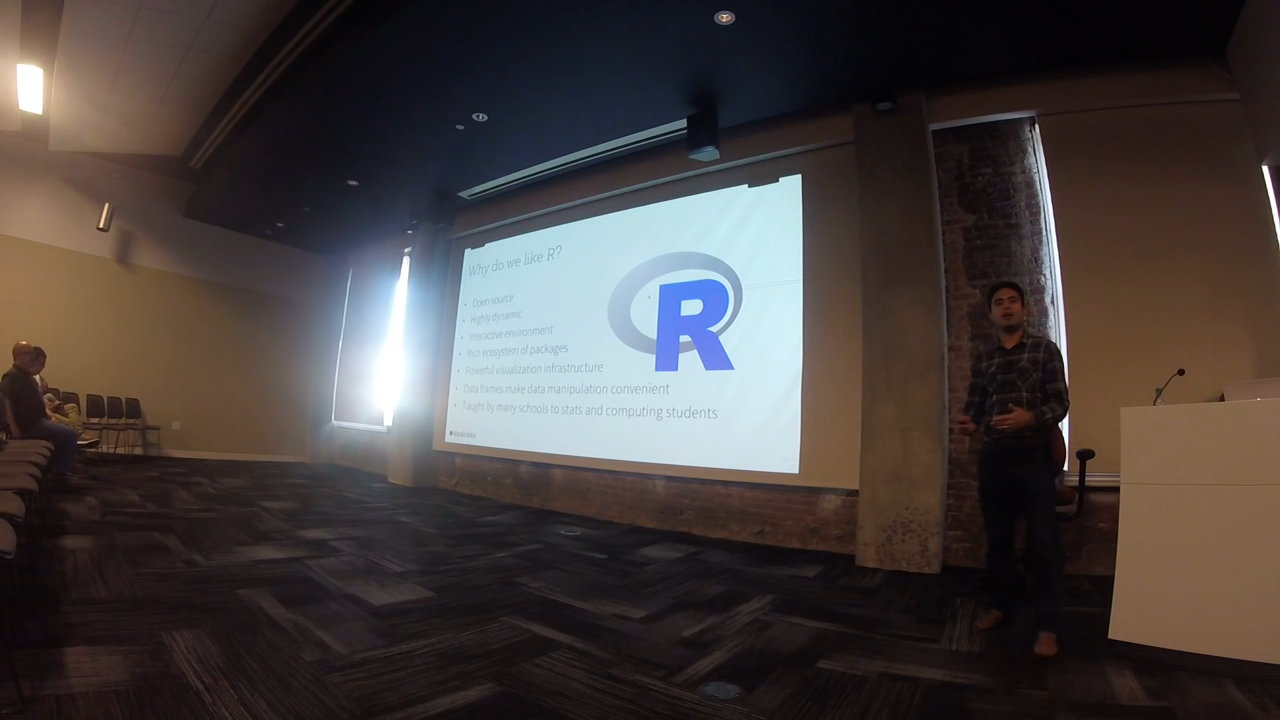 Why do we like R?
• Open source
• Highly dynamic
• Interactive environment
• Rich ecosystem of packages
• Powerful visualization infrastructure
• Data frames make data manipulation convenient
• Taught by many schools to stats and computing students
R
databricks